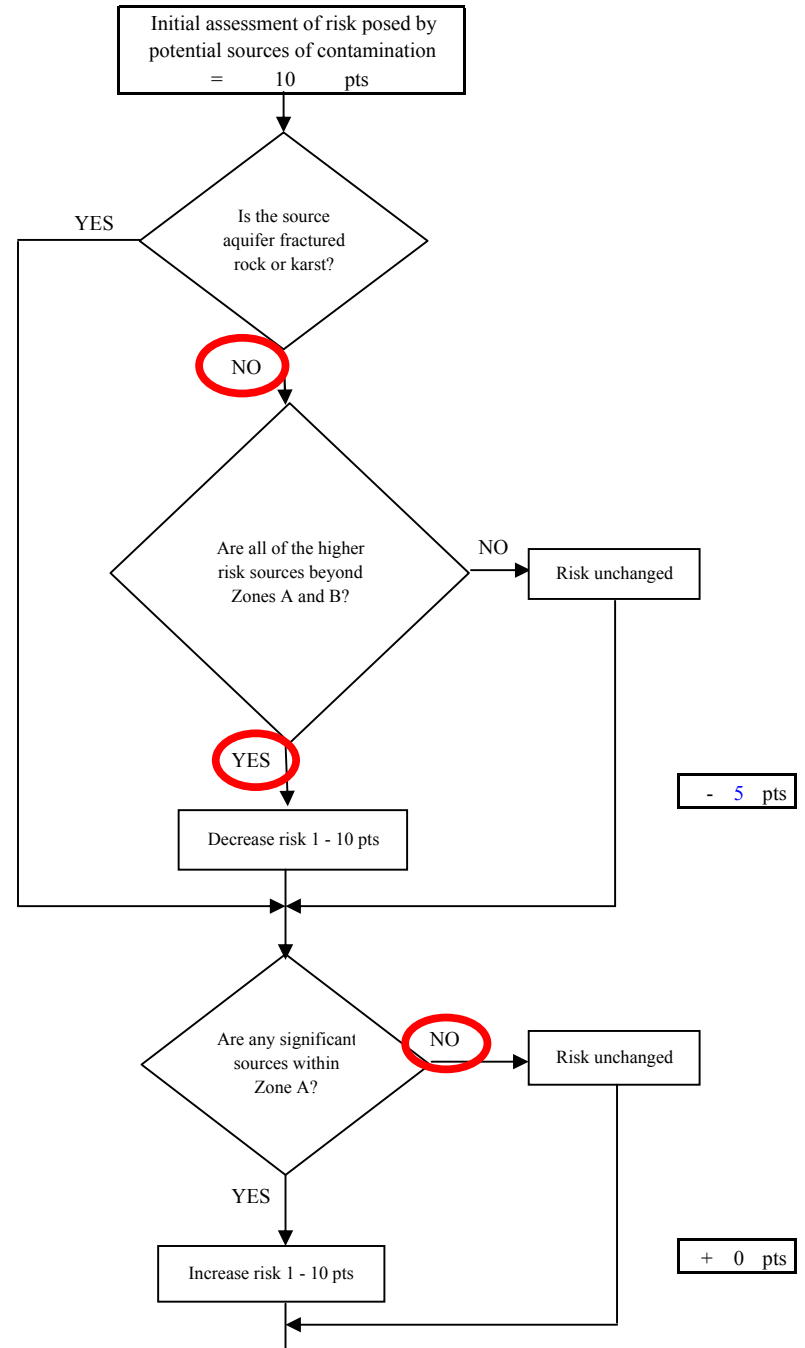 Initial assessment of risk posed by
potential sources of contamination
= 10 pts
YES
Is the source
aquifer fractured
rock or karst?
NO
Are all of the higher
risk sources beyond
Zones A and B?
NO
Risk unchanged
YES
- 5 pts
Decrease risk 1 - 10 pts
Are any significant
sources within
Zone A?
NO
Risk unchanged
YES
+ 0 pts
Increase risk 1 - 10 pts